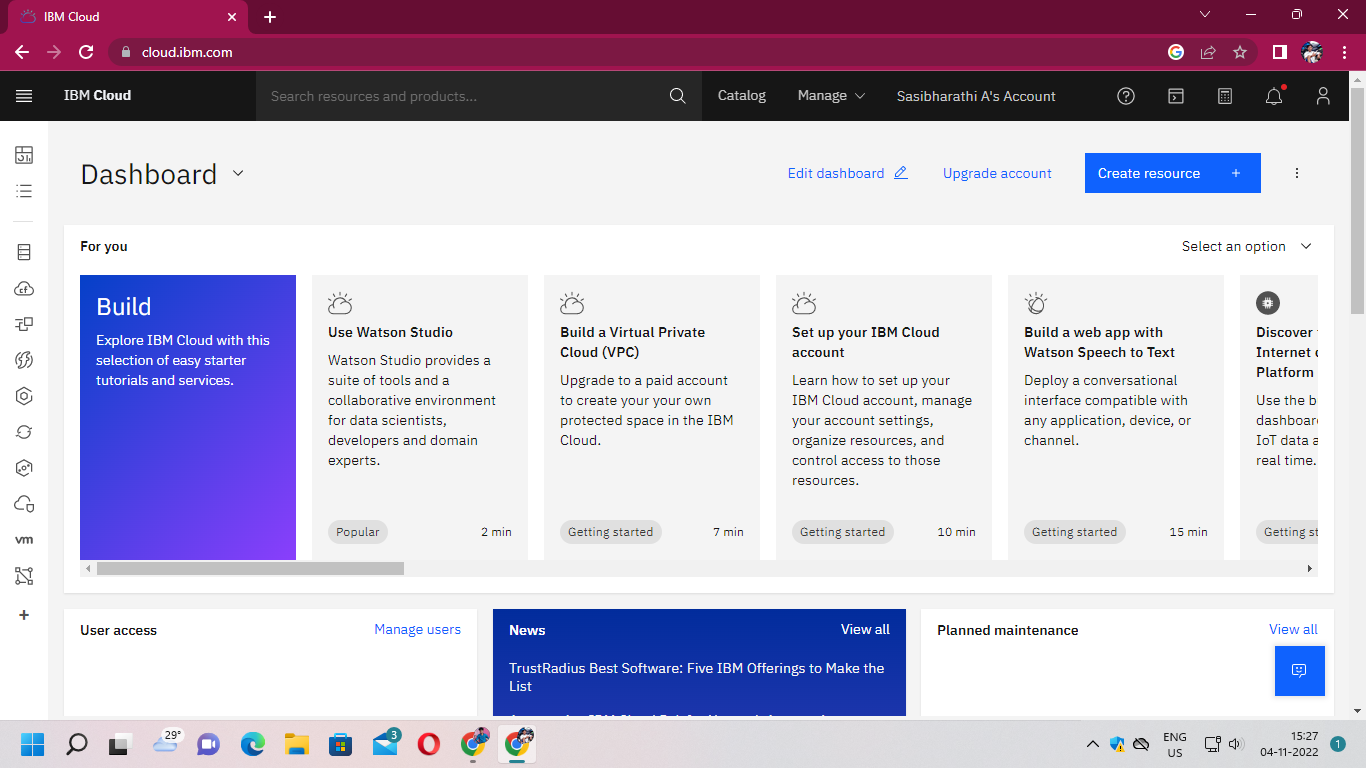 IBM Cloud
cloud.ibm.com
IBM Cloud
Search resources and products...
Catalog
Manage
Sasibharathi A's Account
Dashboard
Edit dashboard
Upgrade account
Create resource +
For you
Select an option
Build
Explore IBM Cloud with this
selection of easy starter
tutorials and services.
Use Watson Studio
Watson Studio provides a
suite of tools and a
collaborative environment
for data scientists,
developers and domain
experts.
Popular
2 min
Build a Virtual Private
Cloud (VPC)
Upgrade to a paid account
to create your your own
protected space in the IBM
Cloud.
Getting started
7 min
Set up your IBM Cloud
account
Learn how to set up your
IBM Cloud account, manage
your account settings,
organize resources, and
control access to those
resources.
Getting started
10 min
Build a web app with
Watson Speech to Text
Deploy a conversational
interface compatible with
any application, device, or
channel.
Getting started
15 min
Discover
Internet
Platform
Use the b
dashboard
IoT data a
real time.
Getting st
cf
vm
User access
Manage users
News
View all
TrustRadius Best Software: Five IBM Offerings to Make the
List
Planned maintenance
View all
29°
3
ENG
US
15:27
04-11-2022
1